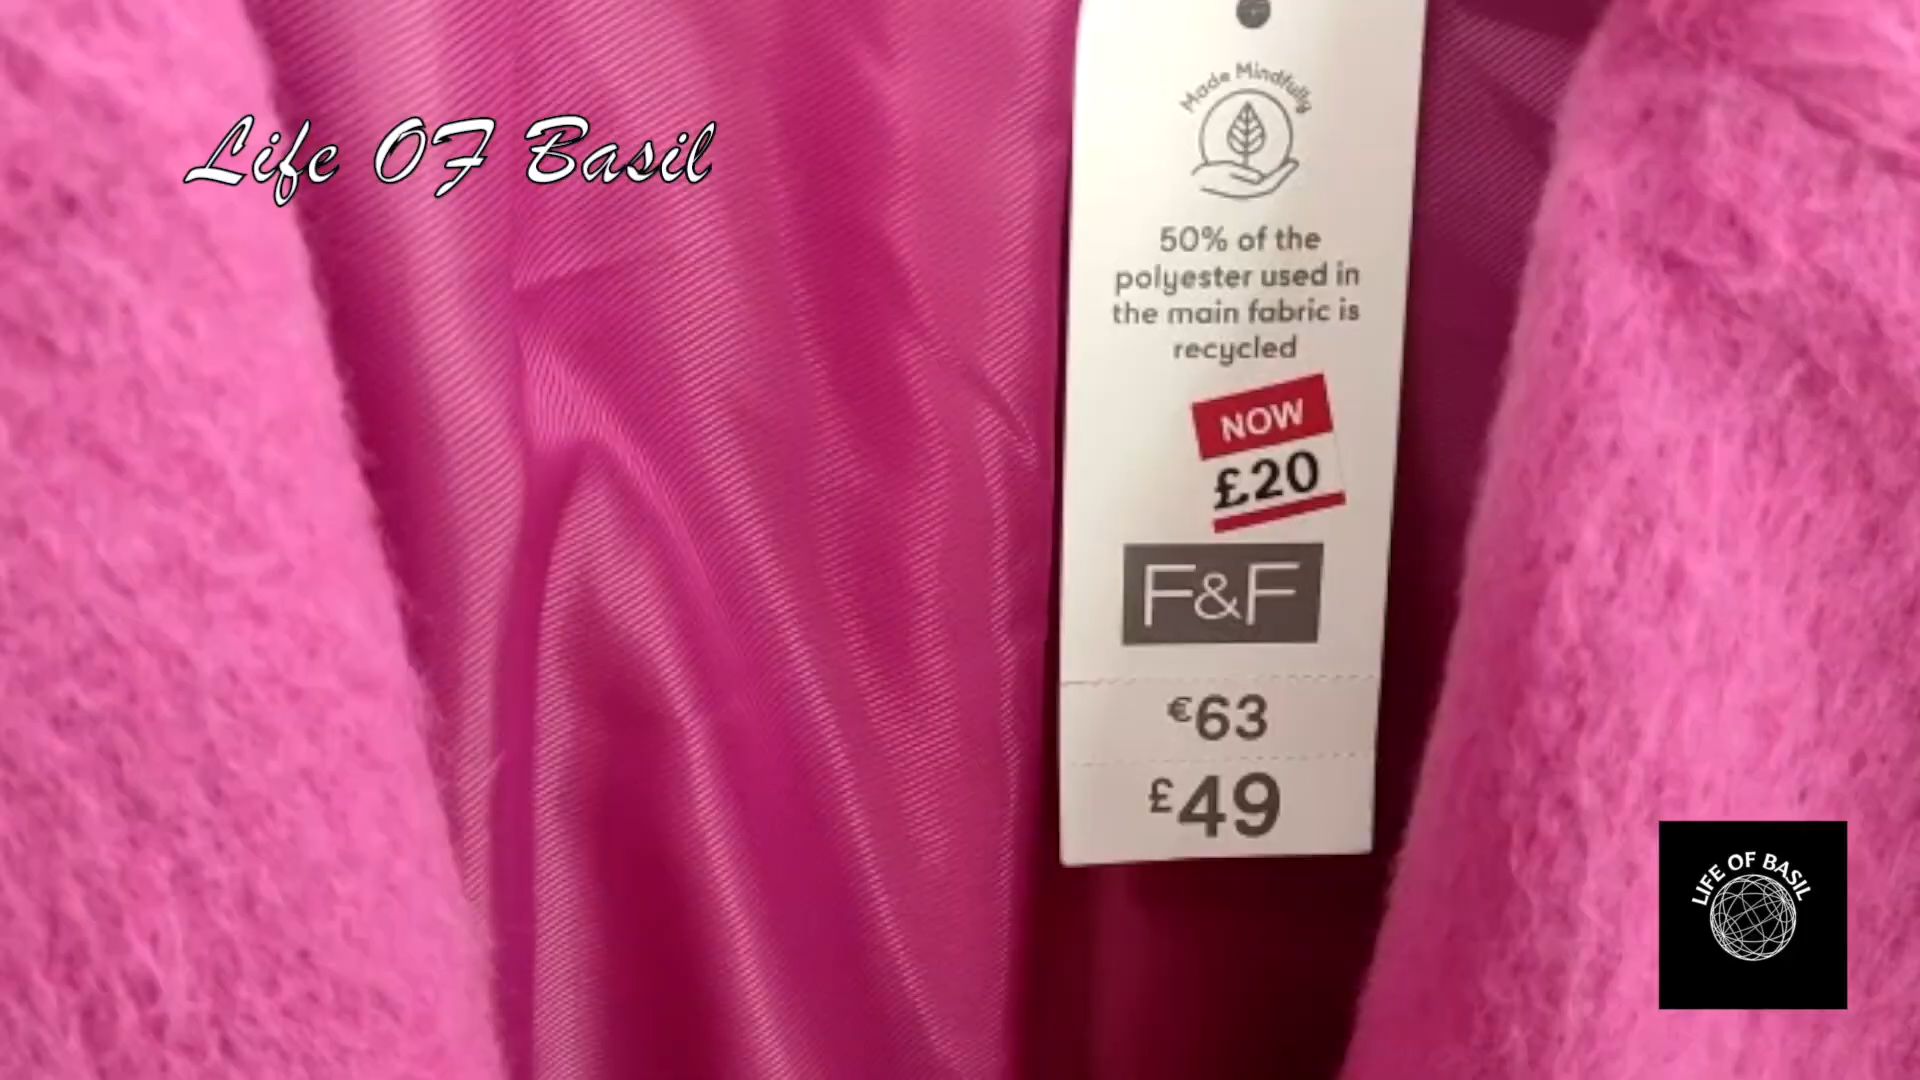 Life OF Basil
Made Mindfully
50% of the
polyester used in
the main fabric is
recycled
NOW
£20
F&F
€63
£49
LIFE OF BASIL